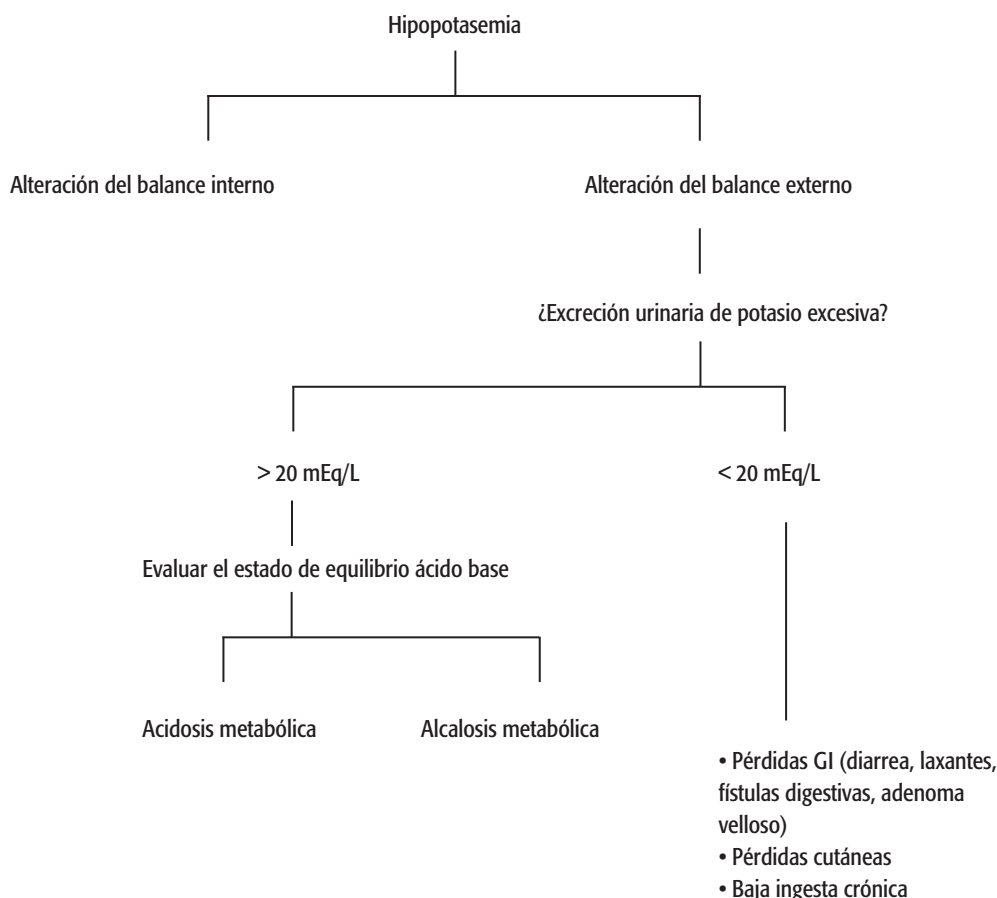 Hipopotasemia
Alteración del balance interno
Alteración del balance externo
¿Excreción urinaria de potasio excesiva?
> 20 mEq/L
< 20 mEq/L
Evaluar el estado de equilibrio ácido base
Acidosis metabólica
Alcalosis metabólica
• Pérdidas GI (diarrea, laxantes,
fístulas digestivas, adenoma
velloso)
• Pérdidas cutáneas
• Baja ingesta crónica